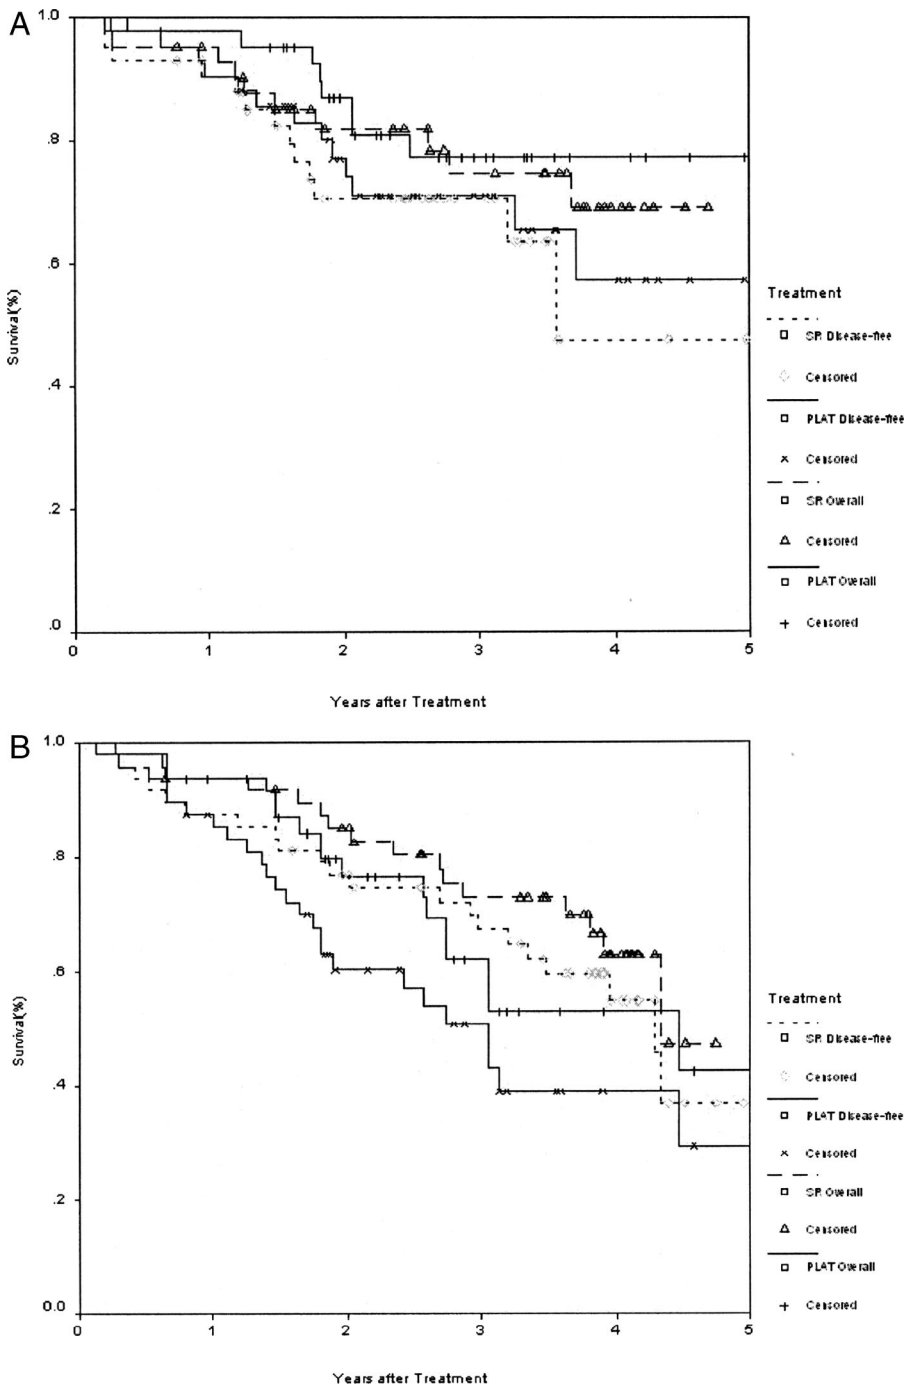 A
1.0
.8
.6
.4
.2
.0
Survival(%)
0 1 2 3 4 5
Years after Treatment
Treatment
SR Disease-free
Censored
PLAT Disease-free
Censored
SR Overall
Censored
PLAT Overall
Censored
B
1.0
.8
.6
.4
.2
0.0
Survival(%)
0 1 2 3 4 5
Years after Treatment
Treatment
SR Disease-free
Censored
PLAT Disease-free
Censored
SR Overall
Censored
PLAT Overall
Censored